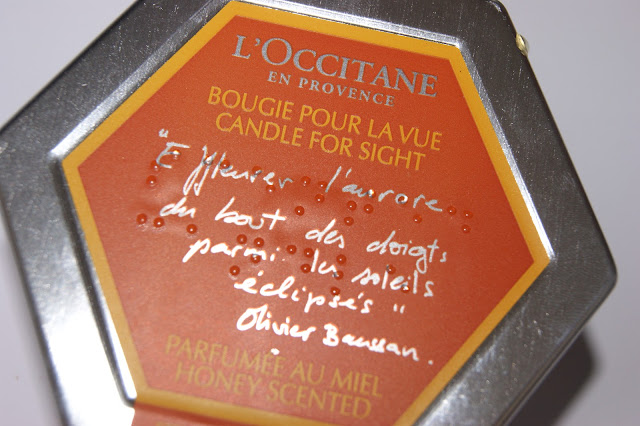 L'OCCITANE
EN PROVENCE
BOUGIE POUR LA VUE
CANDLE FOR SIGHT
"Effleurer l'aurore...
du bout des doigts,
parmi les soleils
éclipsés"
Olivier Baussan.
PARFUMÉE AU MIEL
HONEY SCENTED